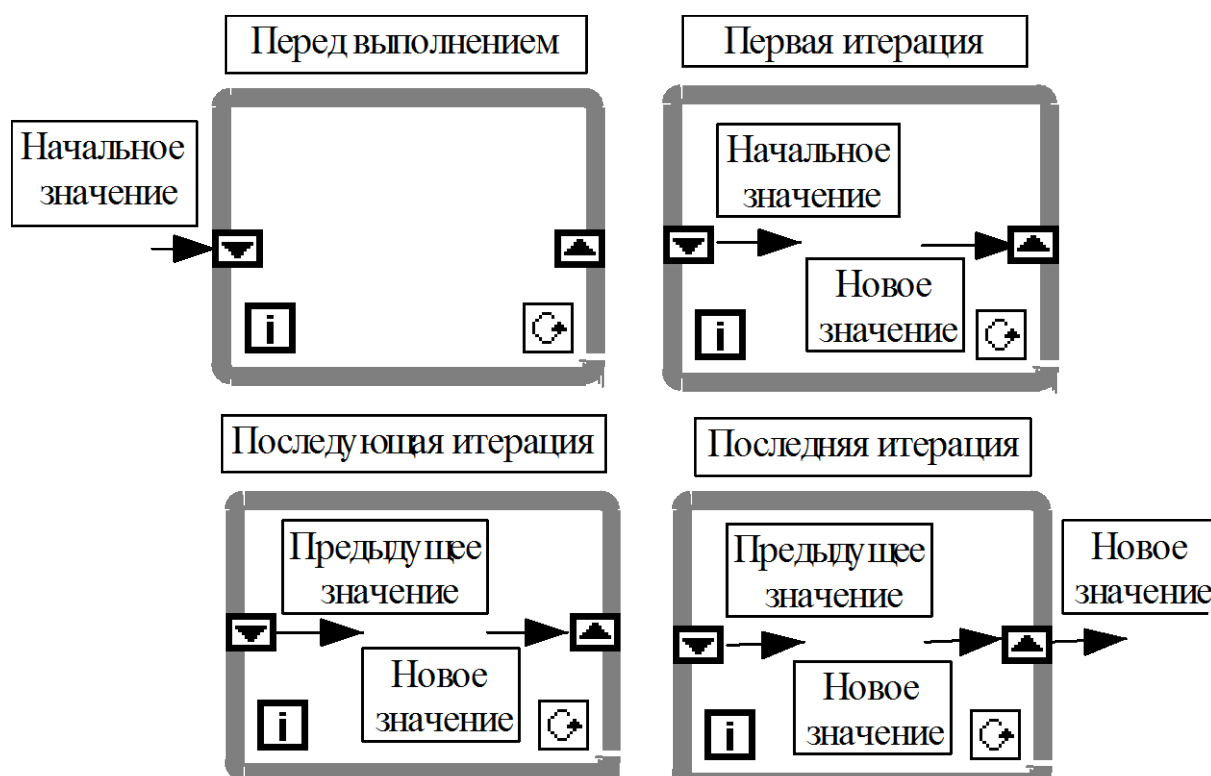 Перед выполнением
Начальное
значение
i
Первая итерация
Начальное
значение
Новое
значение
i
Последующая итерация
Предыдущее
значение
Новое
значение
i
Последняя итерация
Предыдущее
значение
Новое
значение
Новое
значение
i